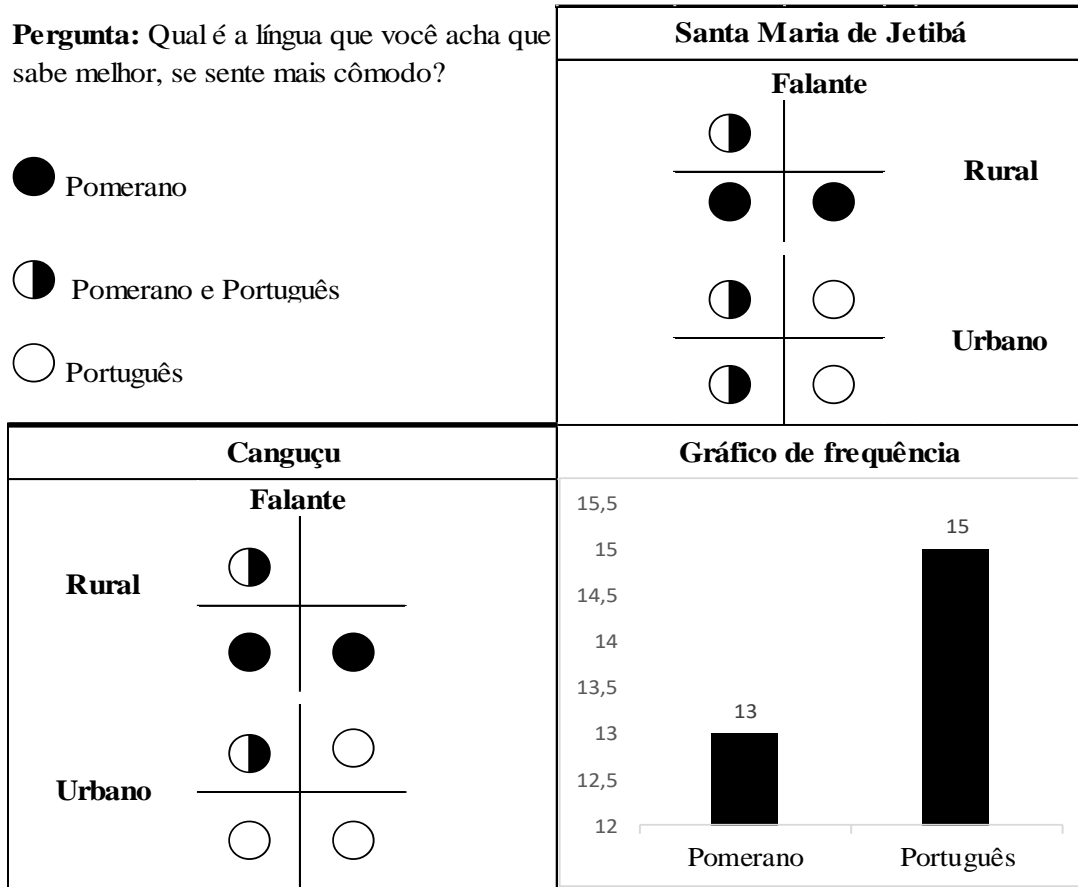 Pergunta: Qual é a língua que você acha que
sabe melhor, se sente mais cômodo?
Pomerano
Pomerano e Português
Português
Santa Maria de Jetibá
Falante
Rural
Urbano
Canguçu
Falante
Rural
Urbano
Gráfico de frequência
15,5
15
14,5
14
13,5
13
12,5
12
13
15
Pomerano
Português